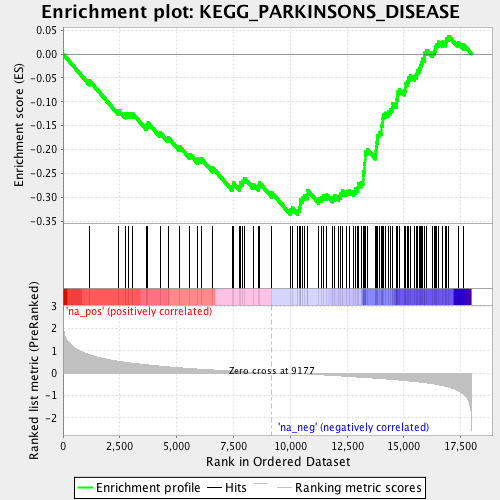 Enrichment plot: KEGG_PARKINSONS_DISEASE
Enrichment score (ES)
0.05
0.00
-0.05
-0.10
-0.15
-0.20
-0.25
-0.30
-0.35
'na_pos' (positively correlated)
Ranked list metric (PreRanked)
3
2
1
0
-1
-2
Zero cross at 9177
'na_neg' (negatively correlated)
0
2,500
5,000
7,500
10,000
12,500
15,000
17,500
Rank in Ordered Dataset
Enrichment profile
Hits
Ranking metric scores